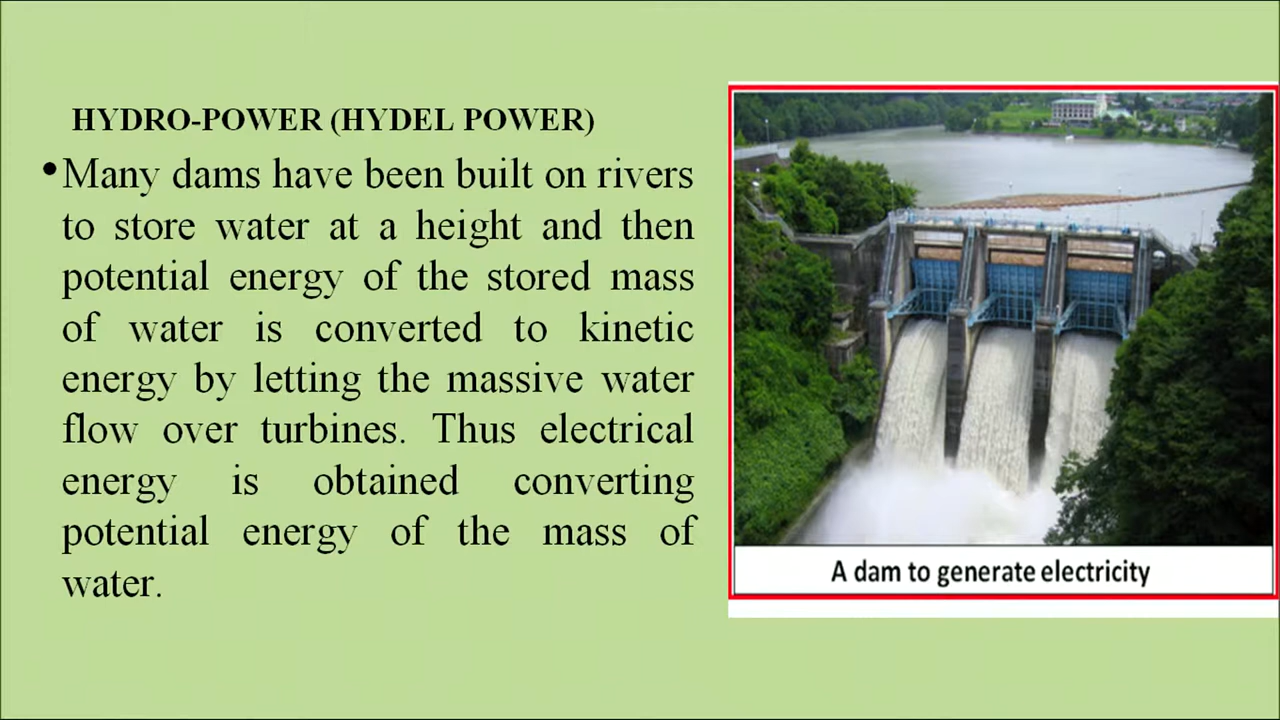 HYDRO-POWER (HYDEL POWER)
•Many dams have been built on rivers
to store water at a height and then
potential energy of the stored mass
of water is converted to kinetic
energy by letting the massive water
flow over turbines. Thus electrical
energy is obtained converting
potential energy of the mass of
water.
A dam to generate electricity